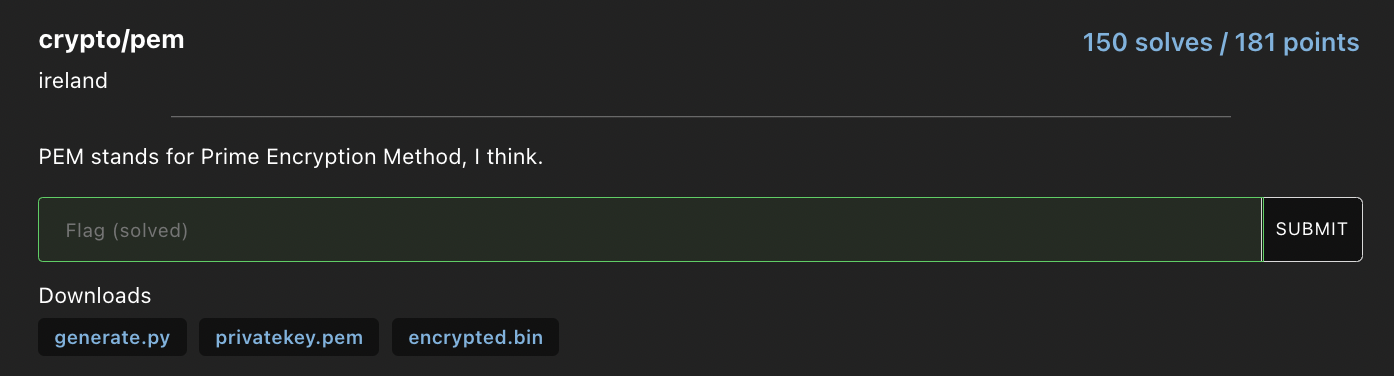 crypto/pem
150 solves / 181 points
ireland
PEM stands for Prime Encryption Method, I think.
Flag (solved)
SUBMIT
Downloads
generate.py
privatekey.pem
encrypted.bin